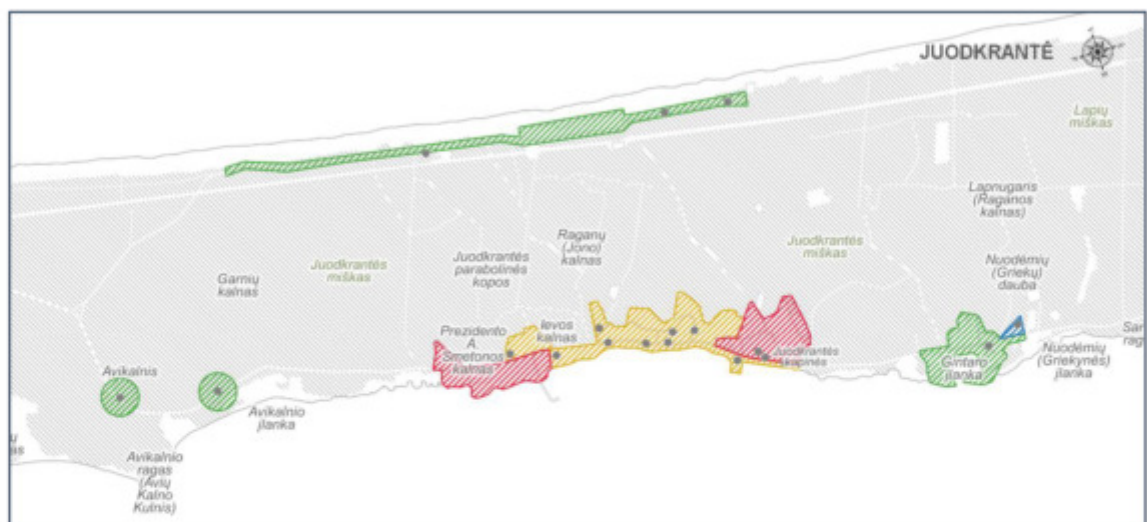 JUODKRANTĖ
Lapių
miškas
Lapnugaris
(Raganos
kalnas)
Raganų
(Jono)
kalnas
Juodkrantės
miškas
Nuodėmių
(Griekų)
dauba
Juodkrantės
parabolinės
kopos
Juodkrantės
miškas
Garnių
kalnas
Ievos
kalnas
Prezidento
A.
Smetonos
kalnas
Juodkrantės
kapinės
Gintaro
įlanka
Nuodėmių
(Griekynės)
įlanka
Avikalnis
Avikalnio
įlanka
Avikalnio
ragas
(Avių
Kalno
Kulnis)